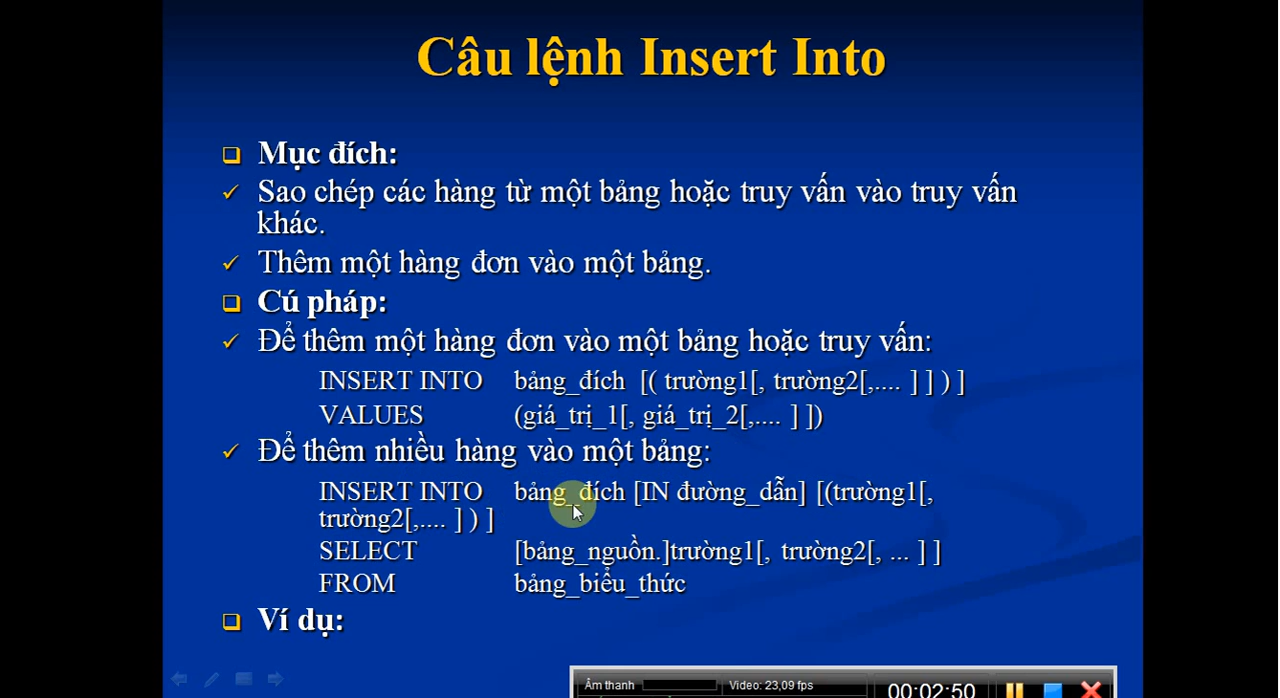 Câu lệnh Insert Into
Mục đích:
Sao chép các hàng từ một bảng hoặc truy vấn vào truy vấn
khác.
Thêm một hàng đơn vào một bảng.
Cú pháp:
Để thêm một hàng đơn vào một bảng hoặc truy vấn:
INSERT INTO bảng_đích [( trường1[, trường2[,.... ] ] ) ]
VALUES (giá_trị_1[, giá_trị_2[,.... ] ])
Để thêm nhiều hàng vào một bảng:
INSERT INTO bảng_đích [IN đường_dẫn] [(trường1[,
trường2[,.... ] ) ]
SELECT [bảng_nguồn.]trường1[, trường2[, ... ] ]
FROM bảng_biểu_thức
Ví dụ:
Âm thanh Video: 23,09 fps 00:02:50